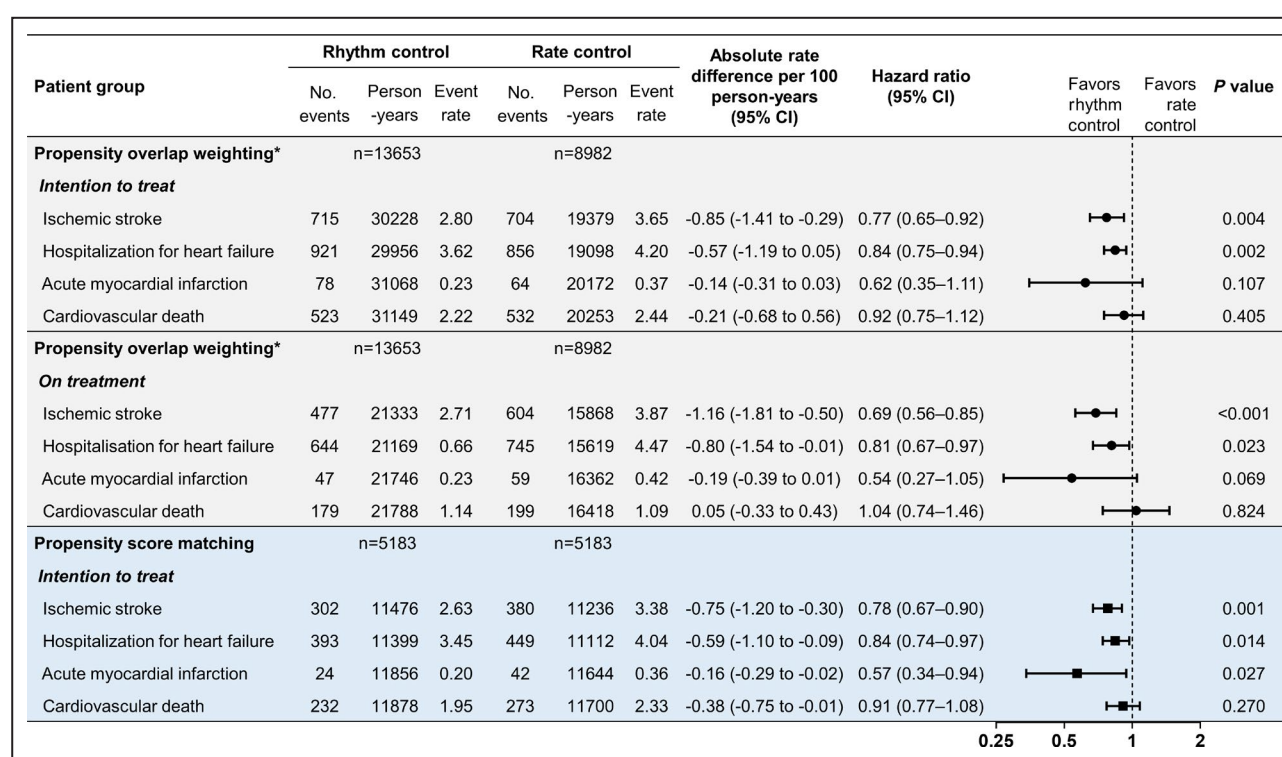 Patient group
Rhythm control
Rate control
Absolute rate difference per 100 person-years (95% CI)
Hazard ratio (95% CI)
Favors rhythm control
Favors rate control
P value
No. events Person-years Event rate No. events Person-years Event rate
Propensity overlap weighting* n=13653 n=8982
Intention to treat
Ischemic stroke 715 30228 2.80 704 19379 3.65 -0.85 (-1.41 to -0.29) 0.77 (0.65–0.92) 0.004
Hospitalization for heart failure 921 29956 3.62 856 19098 4.20 -0.57 (-1.19 to 0.05) 0.84 (0.75–0.94) 0.002
Acute myocardial infarction 78 31068 0.23 64 20172 0.37 -0.14 (-0.31 to 0.03) 0.62 (0.35–1.11) 0.107
Cardiovascular death 523 31149 2.22 532 20253 2.44 -0.21 (-0.68 to 0.56) 0.92 (0.75–1.12) 0.405
Propensity overlap weighting* n=13653 n=8982
On treatment
Ischemic stroke 477 21333 2.71 604 15868 3.87 -1.16 (-1.81 to -0.50) 0.69 (0.56–0.85) <0.001
Hospitalisation for heart failure 644 21169 0.66 745 15619 4.47 -0.80 (-1.54 to -0.01) 0.81 (0.67–0.97) 0.023
Acute myocardial infarction 47 21746 0.23 59 16362 0.42 -0.19 (-0.39 to 0.01) 0.54 (0.27–1.05) 0.069
Cardiovascular death 179 21788 1.14 199 16418 1.09 0.05 (-0.33 to 0.43) 1.04 (0.74–1.46) 0.824
Propensity score matching n=5183 n=5183
Intention to treat
Ischemic stroke 302 11476 2.63 380 11236 3.38 -0.75 (-1.20 to -0.30) 0.78 (0.67–0.90) 0.001
Hospitalization for heart failure 393 11399 3.45 449 11112 4.04 -0.59 (-1.10 to -0.09) 0.84 (0.74–0.97) 0.014
Acute myocardial infarction 24 11856 0.20 42 11644 0.36 -0.16 (-0.29 to -0.02) 0.57 (0.34–0.94) 0.027
Cardiovascular death 232 11878 1.95 273 11700 2.33 -0.38 (-0.75 to -0.01) 0.91 (0.77–1.08) 0.270
0.25 0.5 1 2